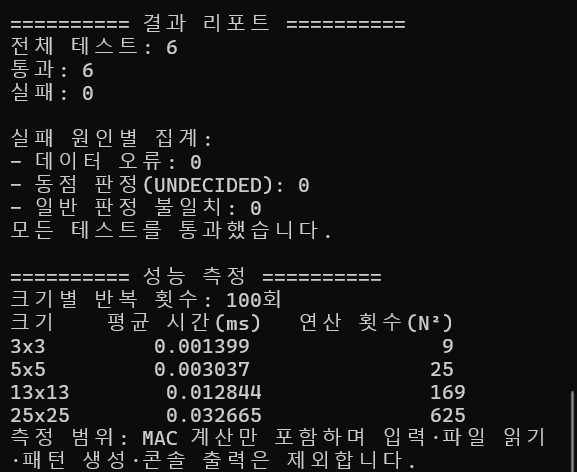 ========== 결과 리포트 ==========
전체 테스트: 6
통과: 6
실패: 0
실패 원인별 집계:
- 데이터 오류: 0
- 동점 판정(UNDECIDED): 0
- 일반 판정 불일치: 0
모든 테스트를 통과했습니다.
========== 성능 측정 ==========
크기별 반복 횟수: 100회
크기 평균 시간(ms) 연산 횟수(N²)
3x3 0.001399 9
5x5 0.003037 25
13x13 0.012844 169
25x25 0.032665 625
측정 범위: MAC 계산만 포함하며 입력·파일 읽기
·패턴 생성·콘솔 출력은 제외합니다.